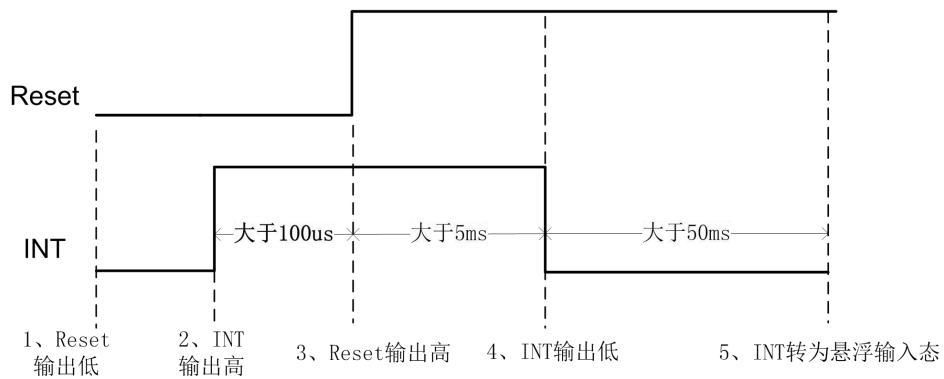 Reset
INT
大于100us
大于5ms
大于50ms
1、Reset
输出低
2、INT
输出高
3、Reset输出高
4、INT输出低
5、INT转为悬浮输入态